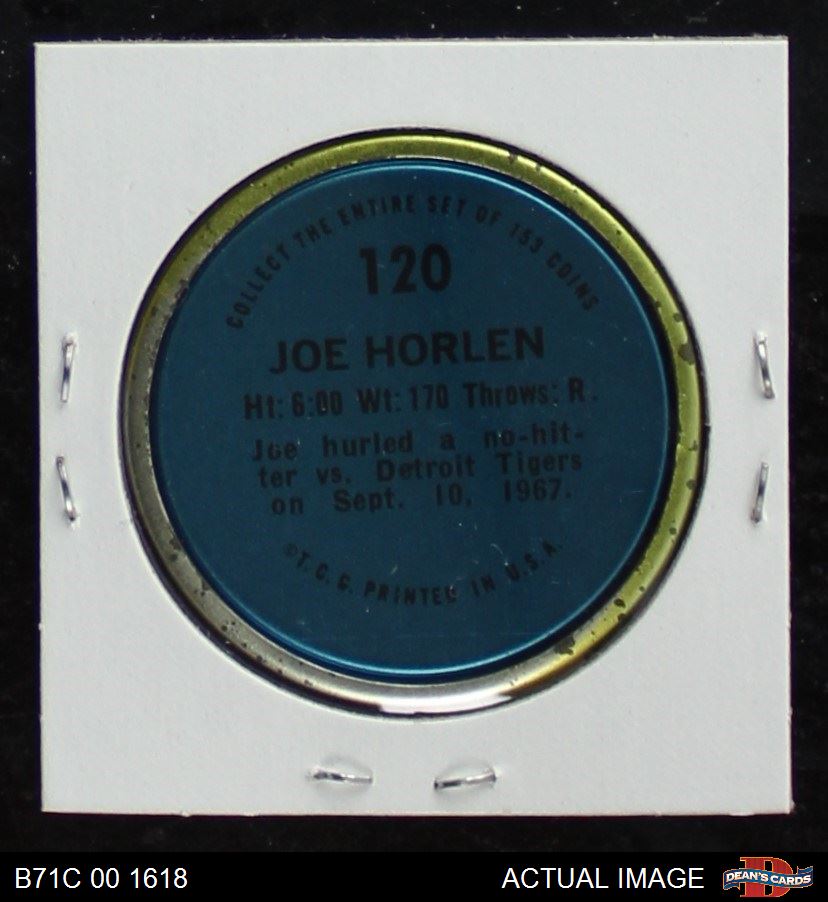 COLLECT THE ENTIRE SET OF 153 COINS
120
JOE HORLEN
Ht: 6:00 Wt: 170 Throws: R.
Joe hurled a no-hit-
ter vs. Detroit Tigers
on Sept. 10, 1967.
©T.C.G. PRINTED IN U.S.A.
B71C 00 1618
ACTUAL IMAGE
DEAN'S CARDS